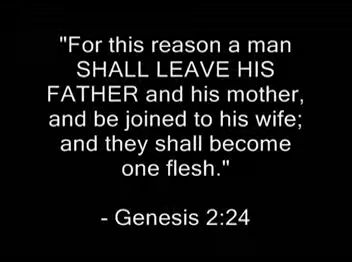 "For this reason a man
SHALL LEAVE HIS
FATHER and his mother,
and be joined to his wife;
and they shall become
one flesh."
- Genesis 2:24